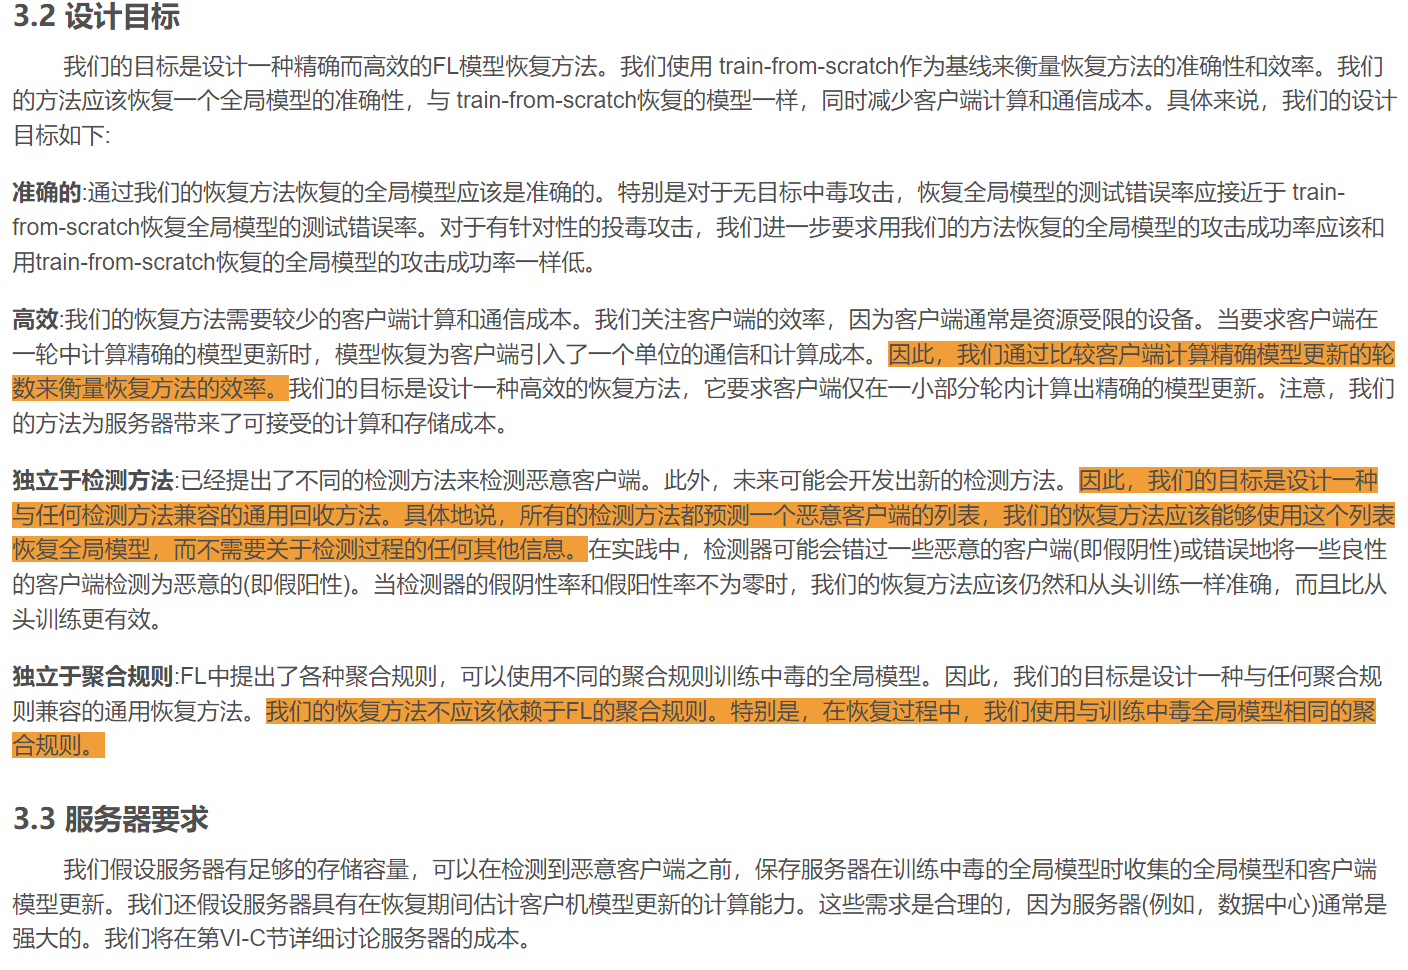 3.2 设计目标
我们的目标是设计一种精确而高效的FL模型恢复方法。我们使用 train-from-scratch作为基线来衡量恢复方法的准确性和效率。我们
的方法应该恢复一个全局模型的准确性，与 train-from-scratch恢复的模型一样，同时减少客户端计算和通信成本。具体来说，我们的设计
目标如下:
准确的:通过我们的恢复方法恢复的全局模型应该是准确的。特别是对于无目标中毒攻击，恢复全局模型的测试错误率应接近于 train-
from-scratch恢复全局模型的测试错误率。对于有针对性的投毒攻击，我们进一步要求用我们的方法恢复的全局模型的攻击成功率应该和
用train-from-scratch恢复的全局模型的攻击成功率一样低。
高效:我们的恢复方法需要较少的客户端计算和通信成本。我们关注客户端的效率，因为客户端通常是资源受限的设备。当要求客户端在
一轮中计算精确的模型更新时，模型恢复为客户端引入了一个单位的通信和计算成本。因此，我们通过比较客户端计算精确模型更新的轮
数来衡量恢复方法的效率。我们的目标是设计一种高效的恢复方法，它要求客户端仅在一小部分轮内计算出精确的模型更新。注意，我们
的方法为服务器带来了可接受的计算和存储成本。
独立于检测方法:已经提出了不同的检测方法来检测恶意客户端。此外，未来可能会开发出新的检测方法。因此，我们的目标是设计一种
与任何检测方法兼容的通用回收方法。具体地说，所有的检测方法都预测一个恶意客户端的列表，我们的恢复方法应该能够使用这个列表
恢复全局模型，而不需要关于检测过程的任何其他信息。在实践中，检测器可能会错过一些恶意的客户端(即假阴性)或错误地将一些良性
的客户端检测为恶意的(即假阳性)。当检测器的假阴性率和假阳性率不为零时，我们的恢复方法应该仍然和从头训练一样准确，而且比从
头训练更有效。
独立于聚合规则:FL中提出了各种聚合规则，可以使用不同的聚合规则训练中毒的全局模型。因此，我们的目标是设计一种与任何聚合规
则兼容的通用恢复方法。我们的恢复方法不应该依赖于FL的聚合规则。特别是，在恢复过程中，我们使用与训练中毒全局模型相同的聚
合规则。
3.3 服务器要求
我们假设服务器有足够的存储容量，可以在检测到恶意客户端之前，保存服务器在训练中毒的全局模型时收集的全局模型和客户端
模型更新。我们还假设服务器具有在恢复期间估计客户机模型更新的计算能力。这些需求是合理的，因为服务器(例如，数据中心)通常是
强大的。我们将在第VI-C节详细讨论服务器的成本。